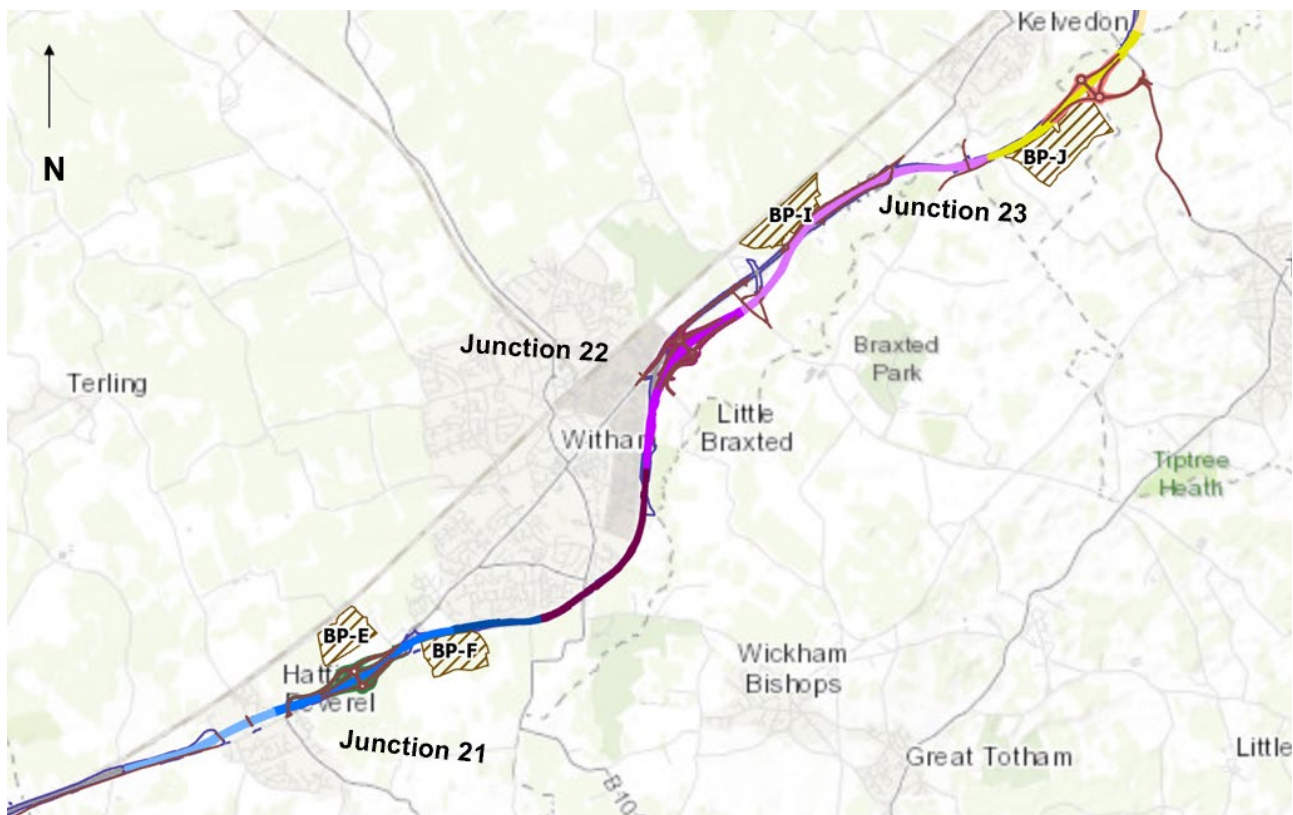 Kelvedon
N
BP-J
BP-I
Junction 23
Junction 22
Braxted
Park
Terling
Little
Braxted
Witham
Tiptree
Heath
BP-E
BP-F
Wickham
Bishops
Junction 21
Great Totham
Little
B10